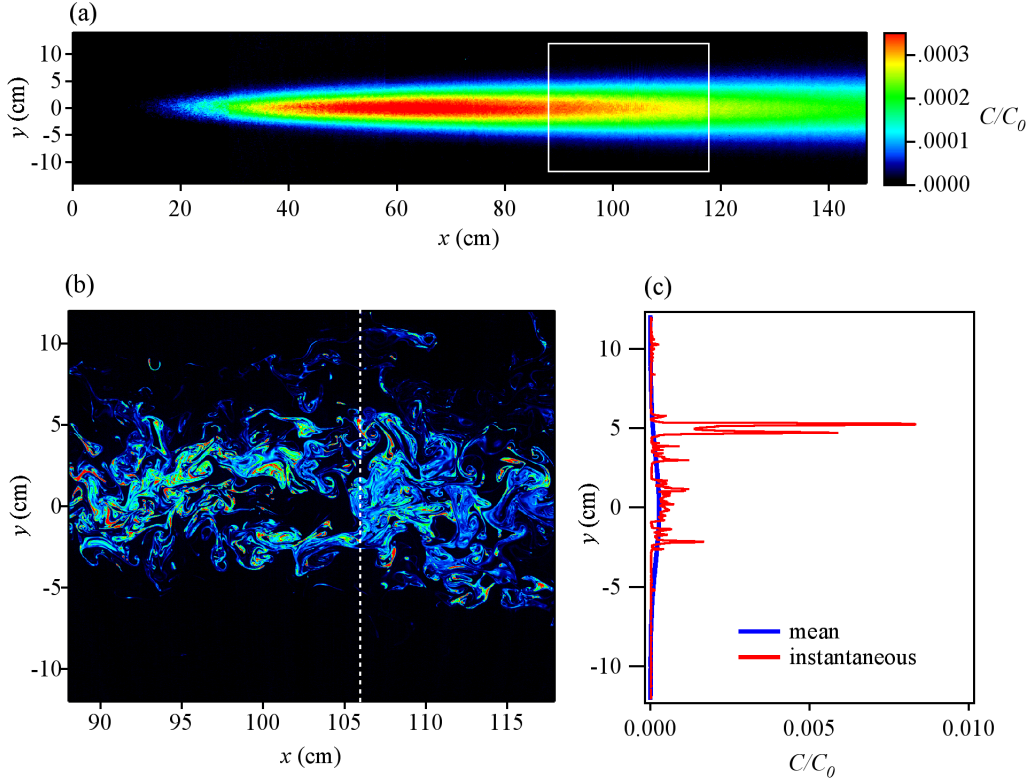 (a)
10
5
0
-5
-10
y (cm)
0 20 40 60 80 100 120 140
x (cm)
.0003
.0002
.0001
.0000
C/C0
(b)
10
5
0
-5
-10
y (cm)
90 95 100 105 110 115
x (cm)
(c)
10
5
0
-5
-10
y (cm)
mean
instantaneous
0.000 0.005 0.010
C/C0